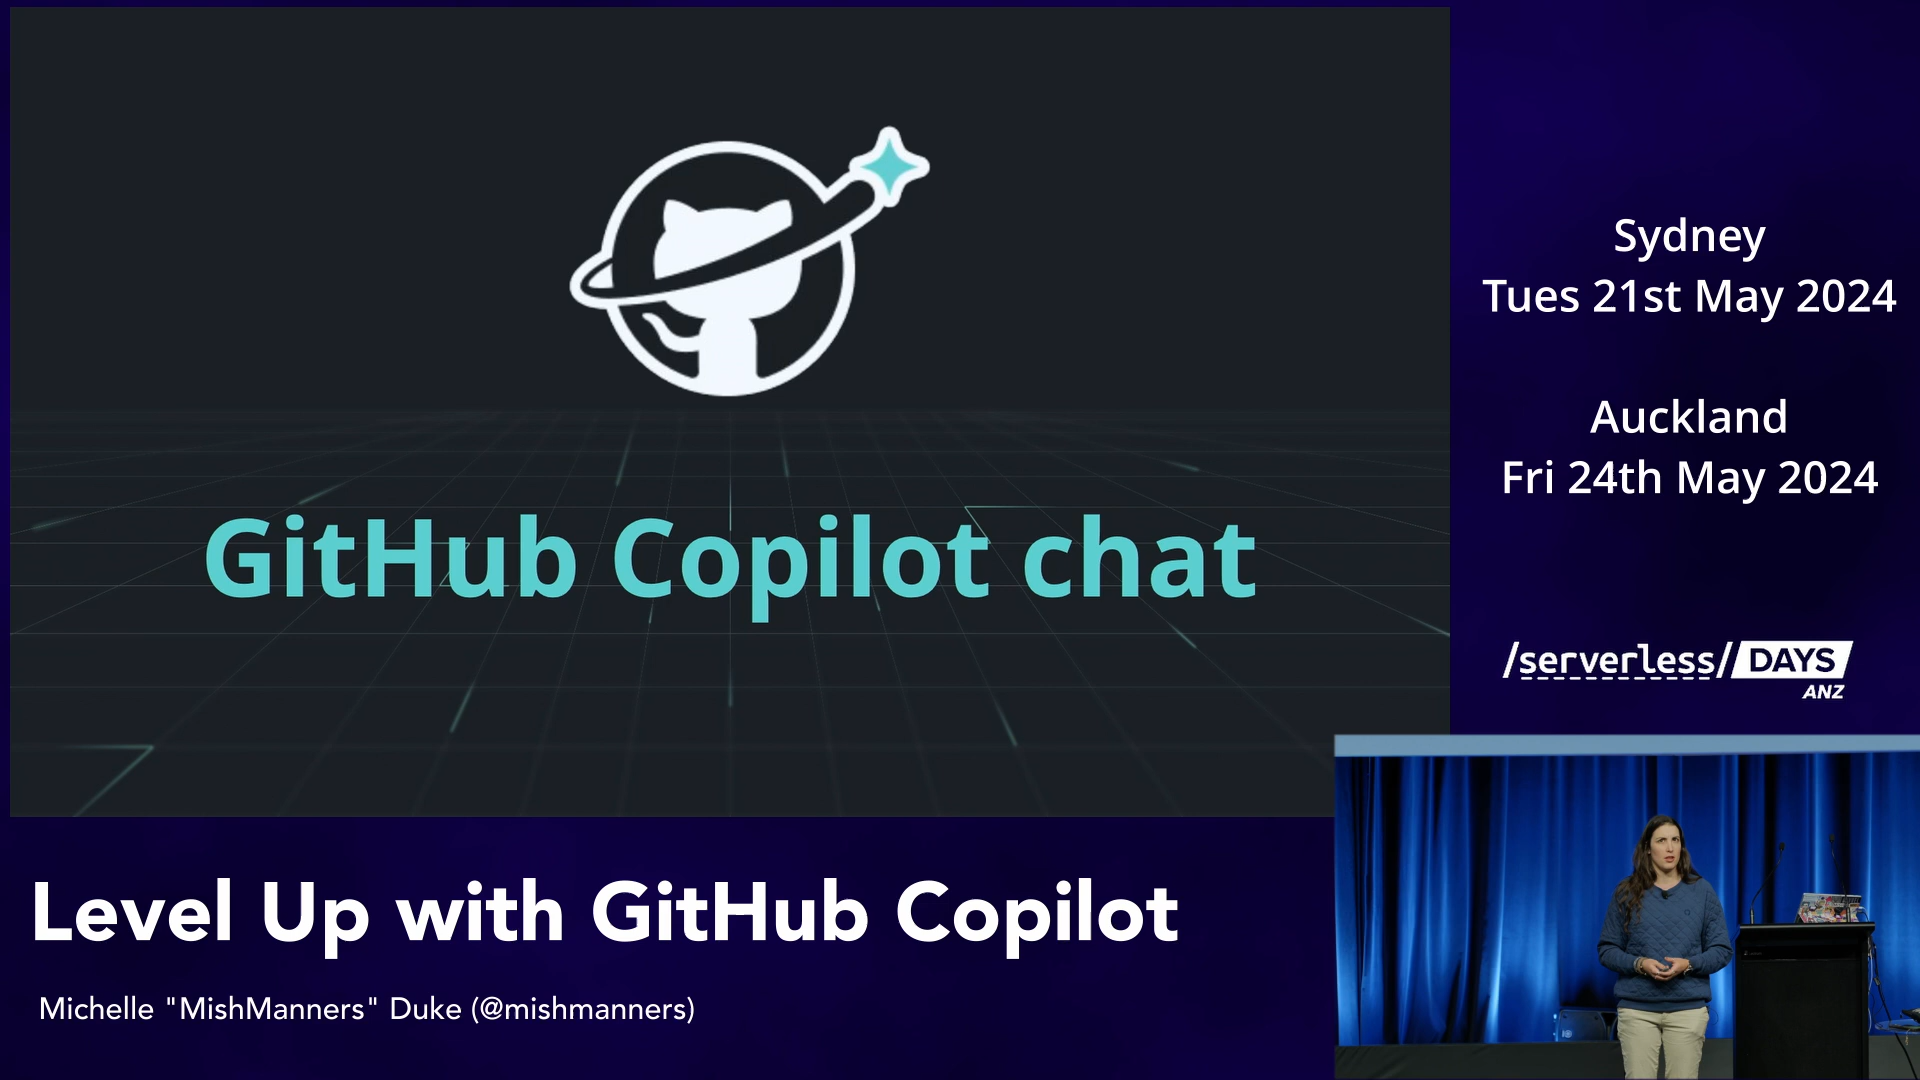 GitHub Copilot chat
Sydney
Tues 21st May 2024
Auckland
Fri 24th May 2024
/serverless/DAYS
ANZ
Level Up with GitHub Copilot
Michelle "MishManners" Duke (@mishmanners)